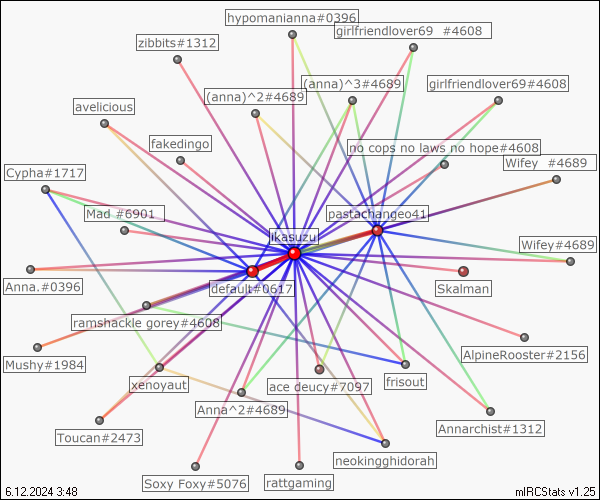 hypomanianna#0396
girlfriendlover69 #4608
zibbits#1312
(anna)^3#4689
girlfriendlover69#4608
(anna)^2#4689
avelicious
fakedingo
no cops no laws no hope#4608
Wifey #4689
Cypha#1717
Mad #6901
pastachangeo41
jikasuzu
Wifey#4689
Anna.#0396
default#0617
Skalman
ramshackle gorey#4608
AlpineRooster#2156
Mushy#1984
xenoyaut
ace deucy#7097
frisout
Anna^2#4689
Annarchist#1312
Toucan#2473
neokingghidorah
Soxy Foxy#5076
rattgaming
6.12.2024 3:48
mIRCStats v1.25